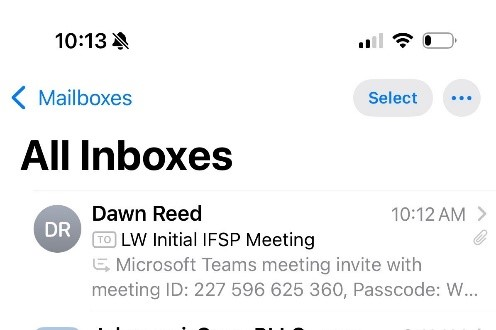 10:13
Mailboxes
Select
All Inboxes
DR
Dawn Reed
10:12 AM
TO LW Initial IFSP Meeting
Microsoft Teams meeting invite with
meeting ID: 227 596 625 360, Passcode: W...